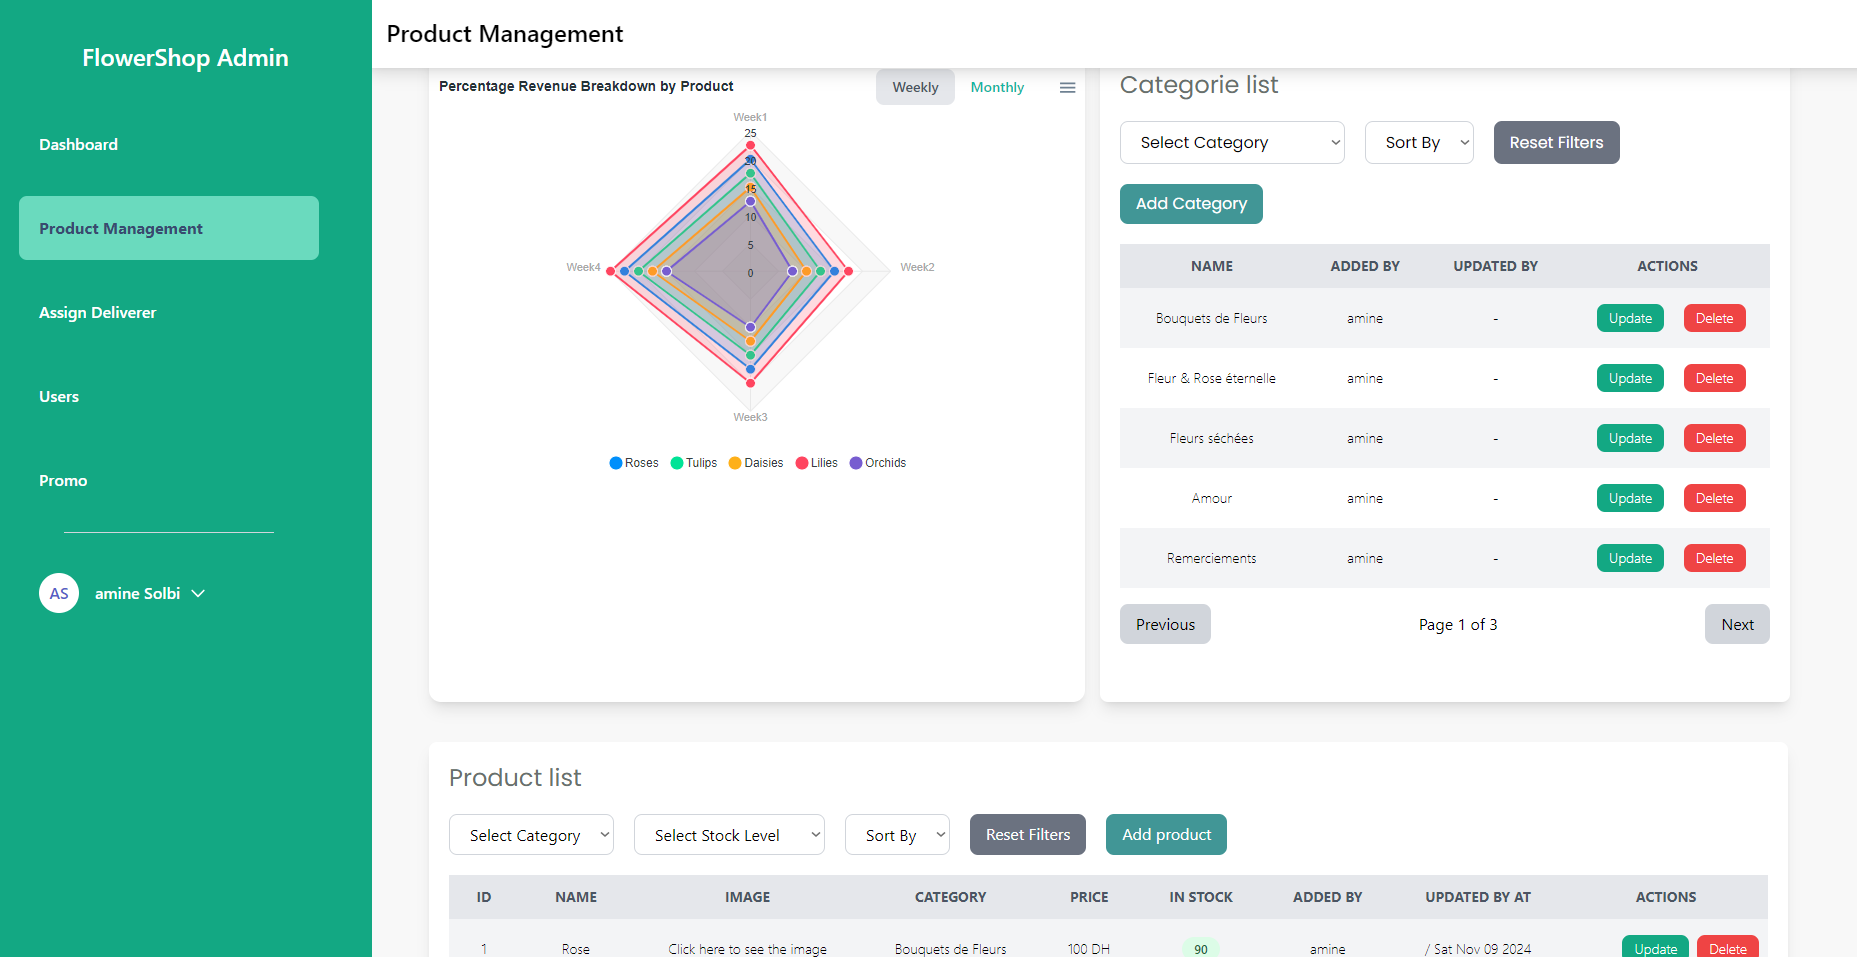 FlowerShop Admin
Dashboard
Product Management
Assign Deliverer
Users
Promo
AS amine Solbi
Product Management
Percentage Revenue Breakdown by Product
Weekly Monthly
Week1
25
20
15
10
5
0
Week4
Week2
Week3
Roses Tulips Daisies Lilies Orchids
Categorie list
Select Category Sort By Reset Filters
Add Category
NAME ADDED BY UPDATED BY ACTIONS
Bouquets de Fleurs amine - Update Delete
Fleur & Rose éternelle amine - Update Delete
Fleurs séchées amine - Update Delete
Amour amine - Update Delete
Remerciements amine - Update Delete
Previous Page 1 of 3 Next
Product list
Select Category Select Stock Level Sort By Reset Filters Add product
ID NAME IMAGE CATEGORY PRICE IN STOCK ADDED BY UPDATED BY AT ACTIONS
1 Rose Click here to see the image Bouquets de Fleurs 100 DH 90 amine / Sat Nov 09 2024 Update Delete